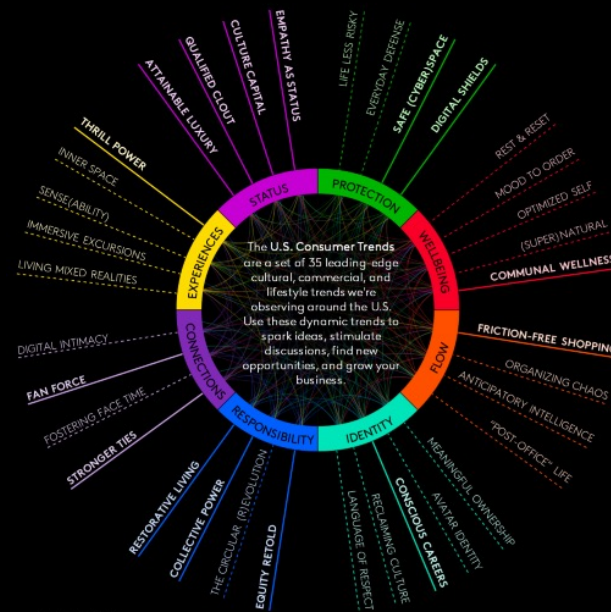 The U.S. Consumer Trends
are a set of 35 leading-edge
cultural, commercial, and
lifestyle trends we're
observing around the U.S.
Use these dynamic trends to
spark ideas, stimulate
discussions, find new
opportunities, and grow your
business.
STATUS
ATTAINABLE LUXURY
QUALIFIED CLOUT
CULTURE CAPITAL
EMPATHY AS STATUS
PROTECTION
LIFE LESS RISKY
EVERYDAY DEFENSE
SAFE (CYBER)SPACE
DIGITAL SHIELDS
WELLBEING
REST & RESET
MOOD TO ORDER
OPTIMIZED SELF
(SUPER)NATURAL
COMMUNAL WELLNESS
FLOW
FRICTION-FREE SHOPPING
ORGANIZING CHAOS
ANTICIPATORY INTELLIGENCE
"POST-OFFICE" LIFE
IDENTITY
MEANINGFUL OWNERSHIP
AVATAR IDENTITY
CONSCIOUS CAREERS
RECLAIMING CULTURE
LANGUAGE OF RESPECT
RESPONSIBILITY
EQUITY RETOLD
THE CIRCULAR (R)EVOLUTION
COLLECTIVE POWER
RESTORATIVE LIVING
CONNECTIONS
STRONGER TIES
FOSTERING FACE TIME
FAN FORCE
DIGITAL INTIMACY
EXPERIENCES
LIVING MIXED REALITIES
IMMERSIVE EXCURSIONS
SENSE(ABILITY)
INNER SPACE
THRILL POWER